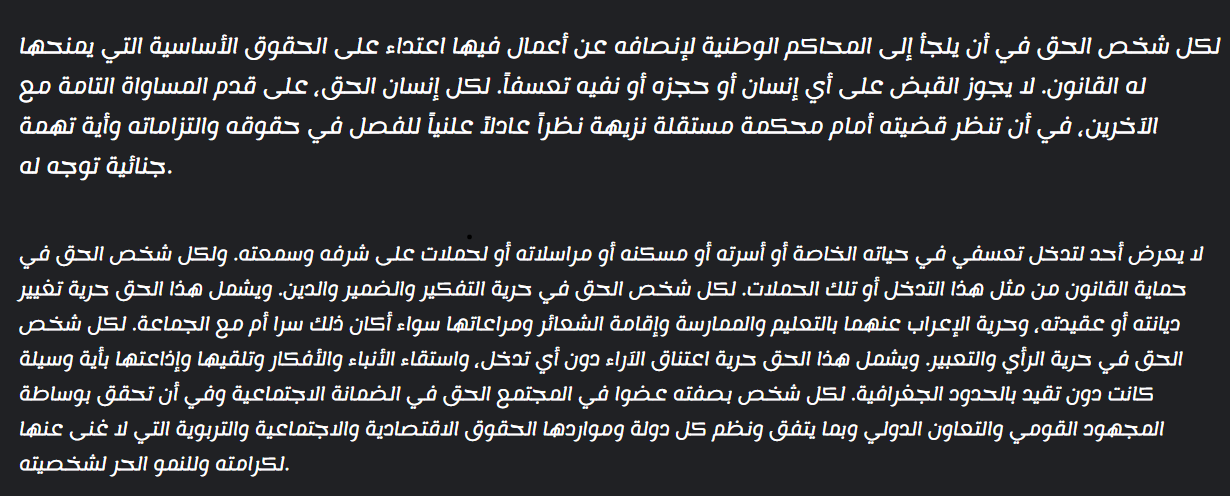 لكل شخص الحق في أن يلجأ إلى المحاكم الوطنية لإنصافه عن أعمال فيها اعتداء على الحقوق الأساسية التي يمنحها
له القانون. لا يجوز القبض على أي إنسان أو حجزه أو نفيه تعسفاً. لكل إنسان الحق، على قدم المساواة التامة مع
الآخرين، في أن تنظر قضيته أمام محكمة مستقلة نزيهة نظراً عادلاً علنياً للفصل في حقوقه والتزاماته وأية تهمة
جنائية توجه له.
لا يعرض أحد لتدخل تعسفي في حياته الخاصة أو أسرته أو مسكنه أو مراسلاته أو لحملات على شرفه وسمعته. ولكل شخص الحق في
حماية القانون من مثل هذا التدخل أو تلك الحملات. لكل شخص الحق في حرية التفكير والضمير والدين. ويشمل هذا الحق حرية تغيير
ديانته أو عقيدته، وحرية الإعراب عنهما بالتعليم والممارسة وإقامة الشعائر ومراعاتها سواء أكان ذلك سرا أم مع الجماعة. لكل شخص
الحق في حرية الرأي والتعبير. ويشمل هذا الحق حرية اعتناق الآراء دون أي تدخل، واستقاء الأنباء والأفكار وتلقيها وإذاعتها بأية وسيلة
كانت دون تقيد بالحدود الجغرافية. لكل شخص بصفته عضوا في المجتمع الحق في الضمانة الاجتماعية وفي أن تحقق بوساطة
المجهود القومي والتعاون الدولي وبما يتفق ونظم كل دولة ومواردها الحقوق الاقتصادية والاجتماعية والتربوية التي لا غنى عنها
لكرامته وللنمو الحر لشخصيته.